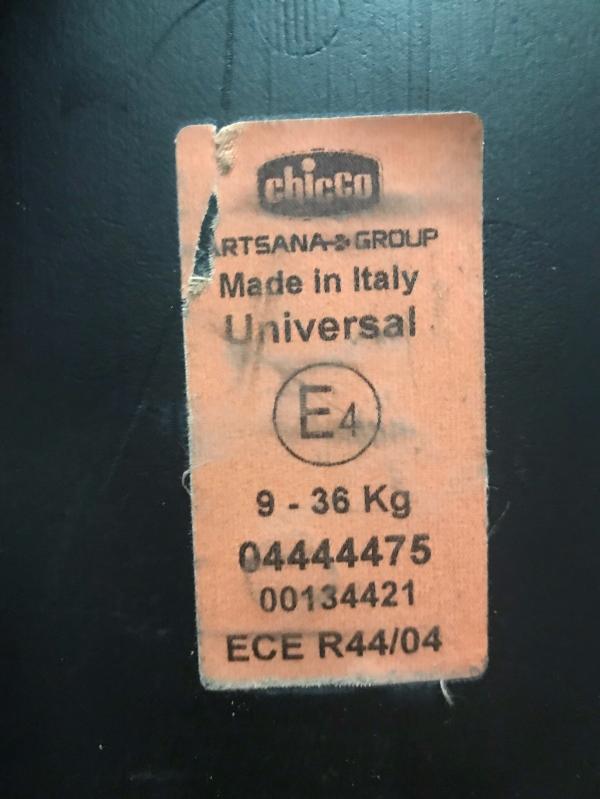 chicco
ARTSANA GROUP
Made in Italy
Universal
E4
9 - 36 Kg
04444475
00134421
ECE R44/04